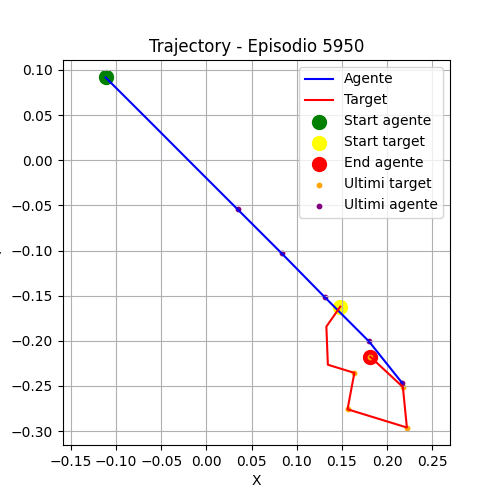 Trajectory - Episodio 5950
Agente
Target
Start agente
Start target
End agente
Ultimi target
Ultimi agente
0.10
0.05
0.00
−0.05
−0.10
−0.15
−0.20
−0.25
−0.30
−0.15 −0.10 −0.05 0.00 0.05 0.10 0.15 0.20 0.25
X